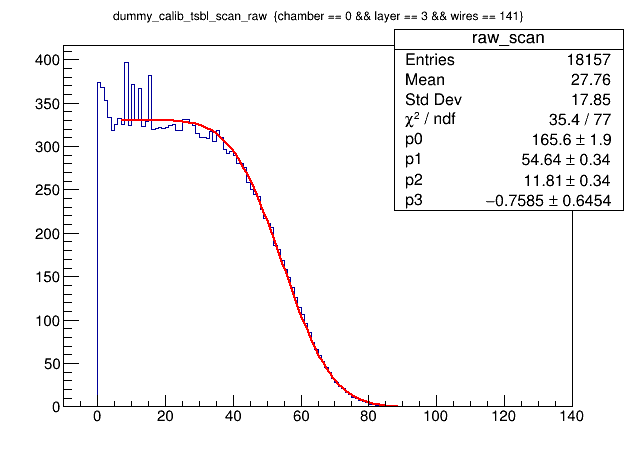 dummy_calib_tsbl_scan_raw {chamber == 0 && layer == 3 && wires == 141}
raw_scan
Entries 18157
Mean 27.76
Std Dev 17.85
χ² / ndf 35.4 / 77
p0 165.6 ± 1.9
p1 54.64 ± 0.34
p2 11.81 ± 0.34
p3 −0.7585 ± 0.6454
400
350
300
250
200
150
100
50
0
0 20 40 60 80 100 120 140